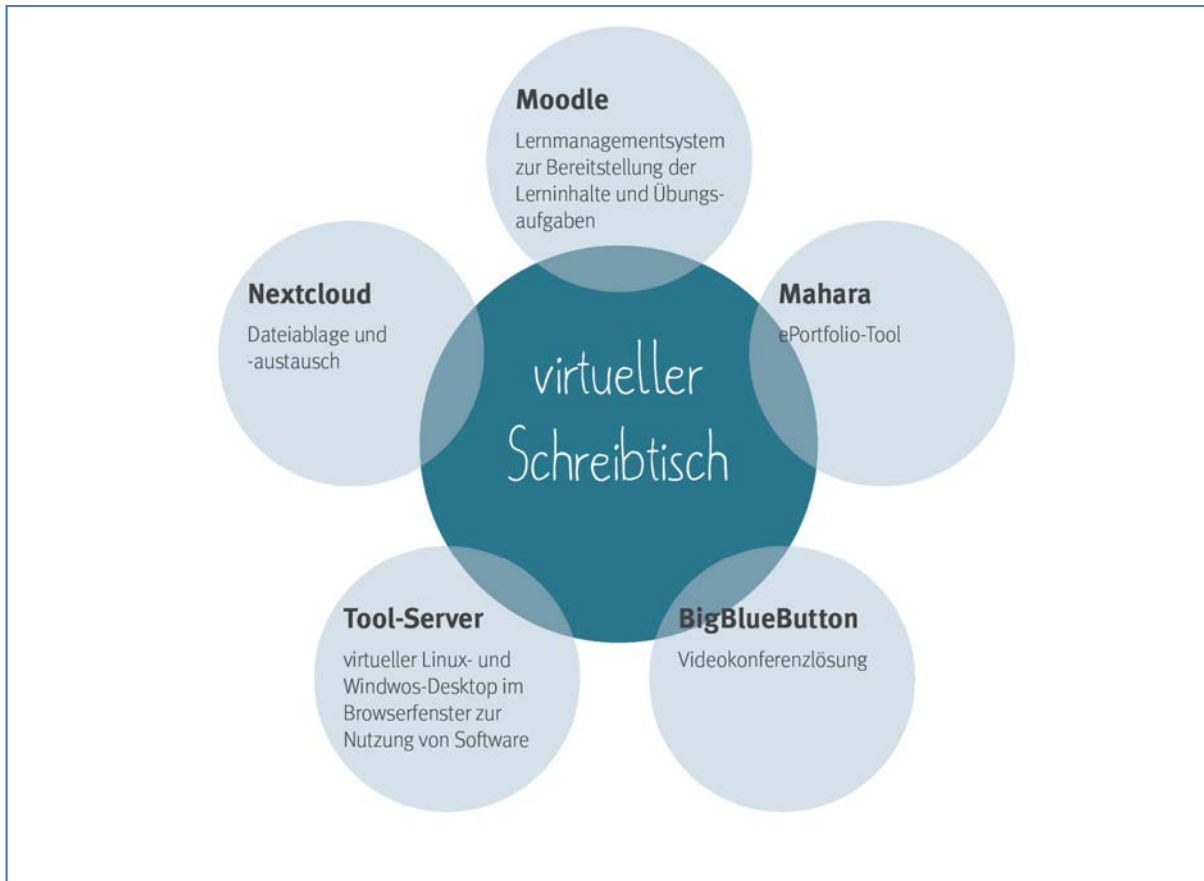 Moodle
Lernmanagementsystem
zur Bereitstellung der
Lerninhalte und Übungs-
aufgaben
Nextcloud
Dateiablage und
-austausch
Mahara
ePortfolio-Tool
virtueller
Schreibtisch
Tool-Server
virtueller Linux- und
Windwos-Desktop im
Browserfenster zur
Nutzung von Software
BigBlueButton
Videokonferenzlösung